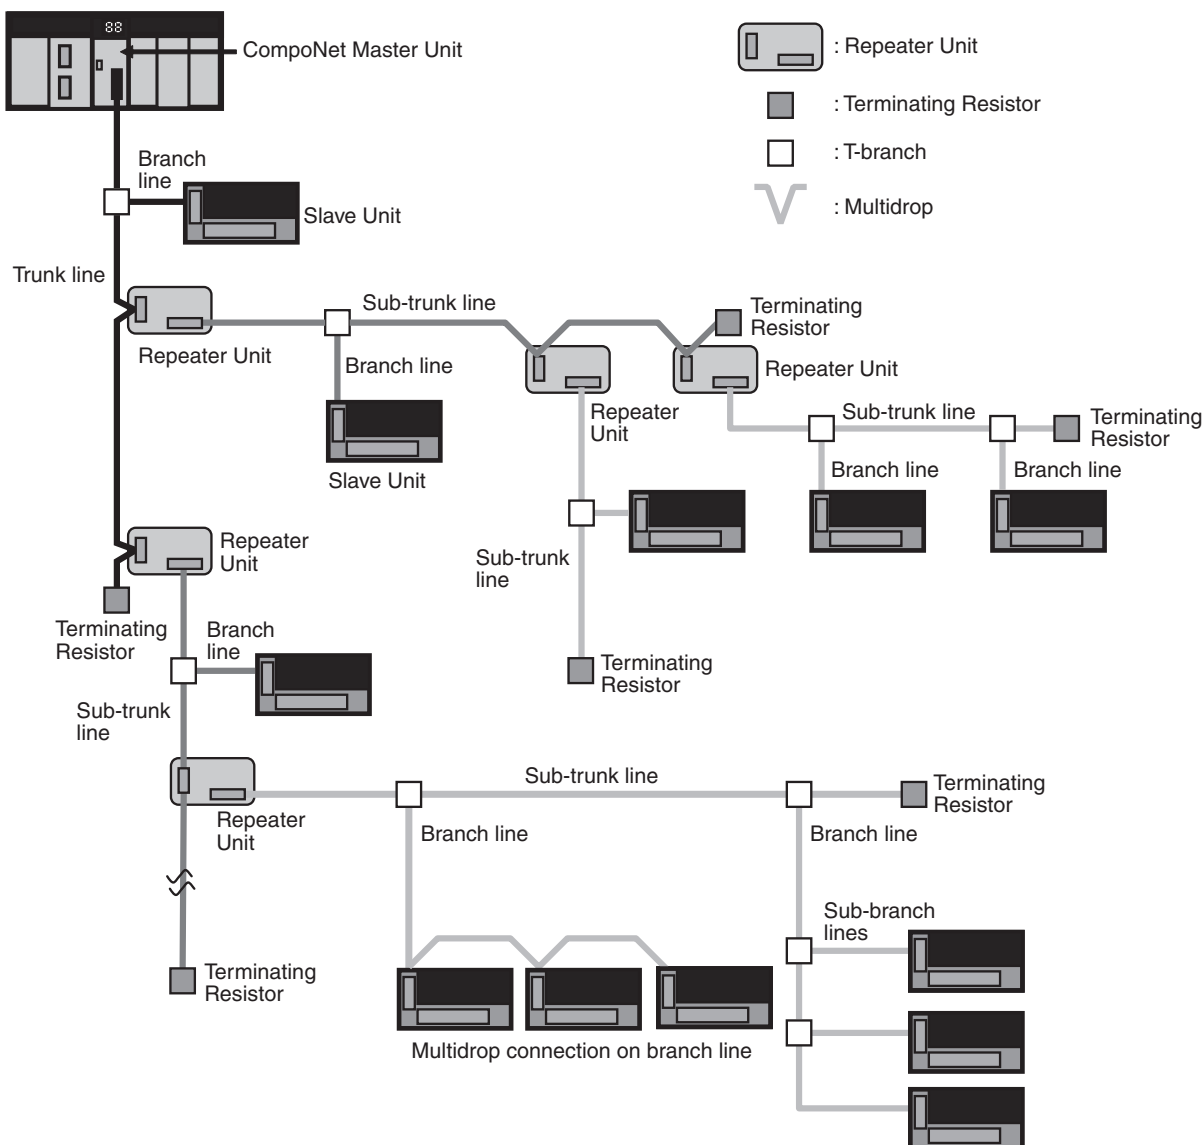 88
CompoNet Master Unit
: Repeater Unit
: Terminating Resistor
: T-branch
: Multidrop
Branch
line
Slave Unit
Trunk line
Repeater Unit
Sub-trunk line
Branch line
Slave Unit
Terminating
Resistor
Repeater Unit
Repeater
Unit
Sub-trunk line
Terminating
Resistor
Branch line
Branch line
Sub-trunk
line
Terminating
Resistor
Repeater
Unit
Terminating
Resistor
Branch
line
Sub-trunk
line
Repeater
Unit
Sub-trunk line
Terminating
Resistor
Branch line
Branch line
Sub-branch
lines
Terminating
Resistor
Multidrop connection on branch line